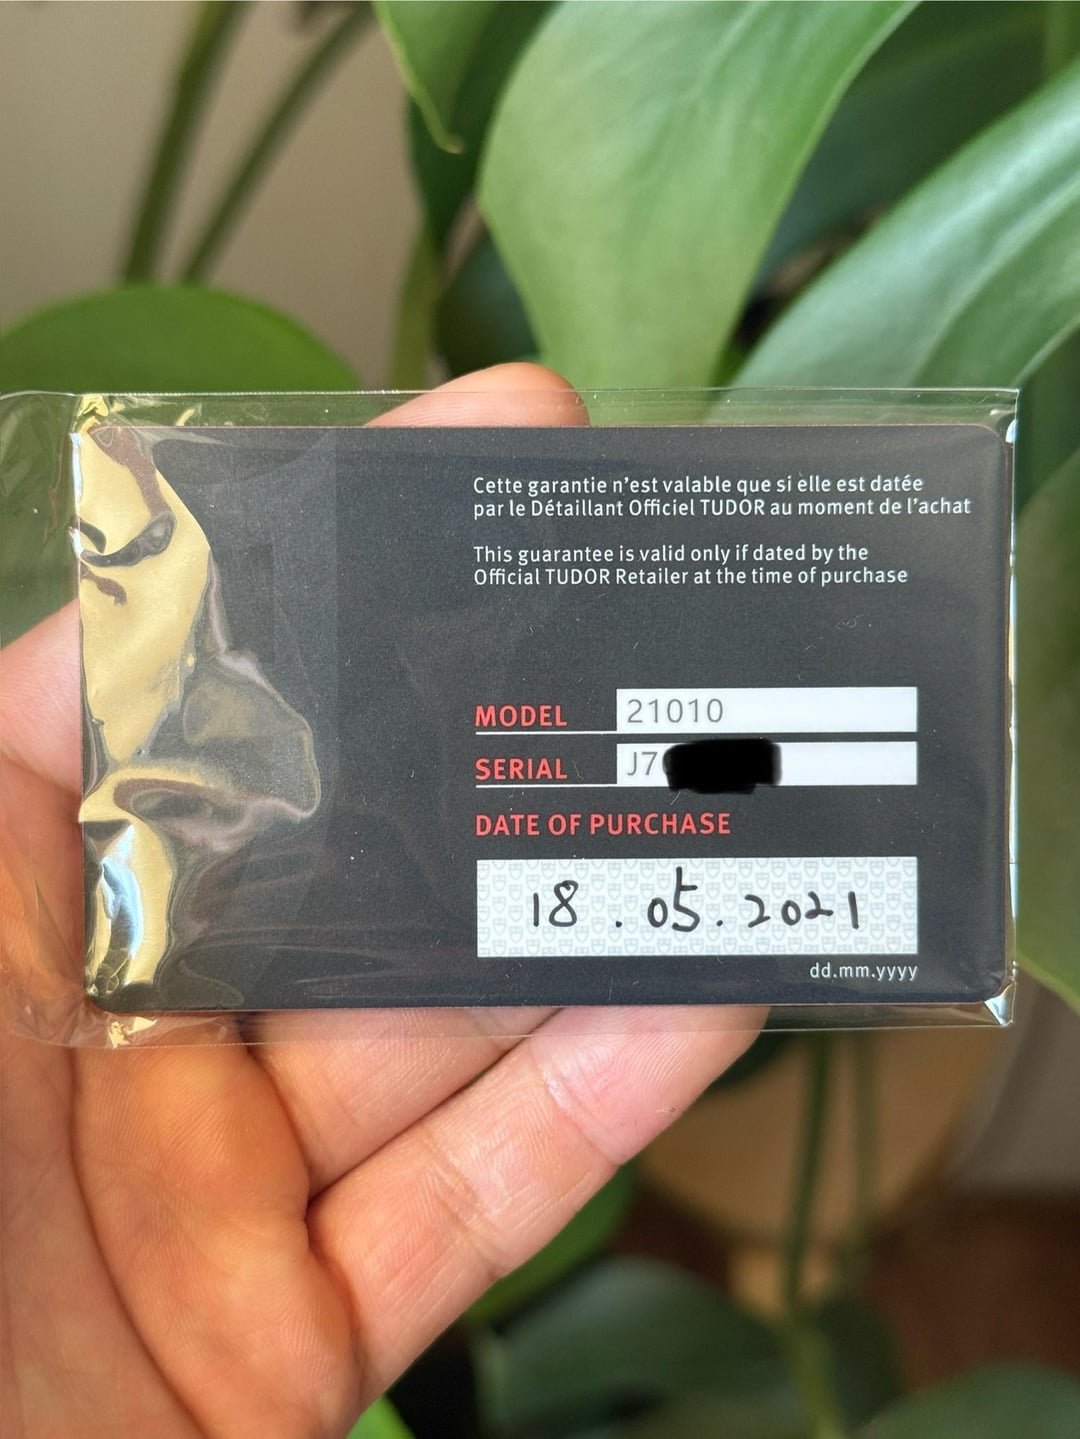 Cette garantie n'est valable que si elle est datée
par le Détaillant Officiel TUDOR au moment de l'achat
This guarantee is valid only if dated by the
Official TUDOR Retailer at the time of purchase
MODEL 21010
SERIAL J7
DATE OF PURCHASE
18.05.2021
dd.mm.yyyy